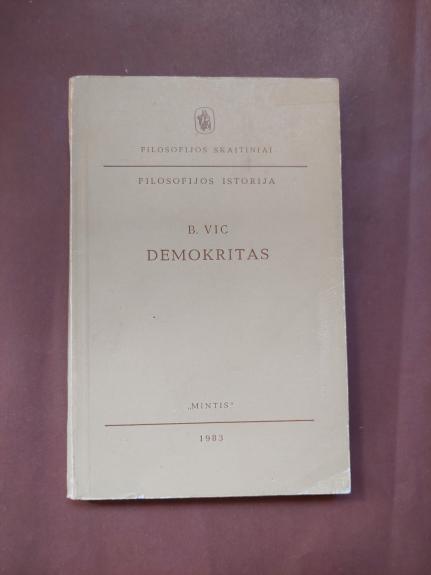 FILOSOFIJOS SKAITINIAI
FILOSOFIJOS ISTORIJA
B. VIC
DEMOKRITAS
„MINTIS“
1983